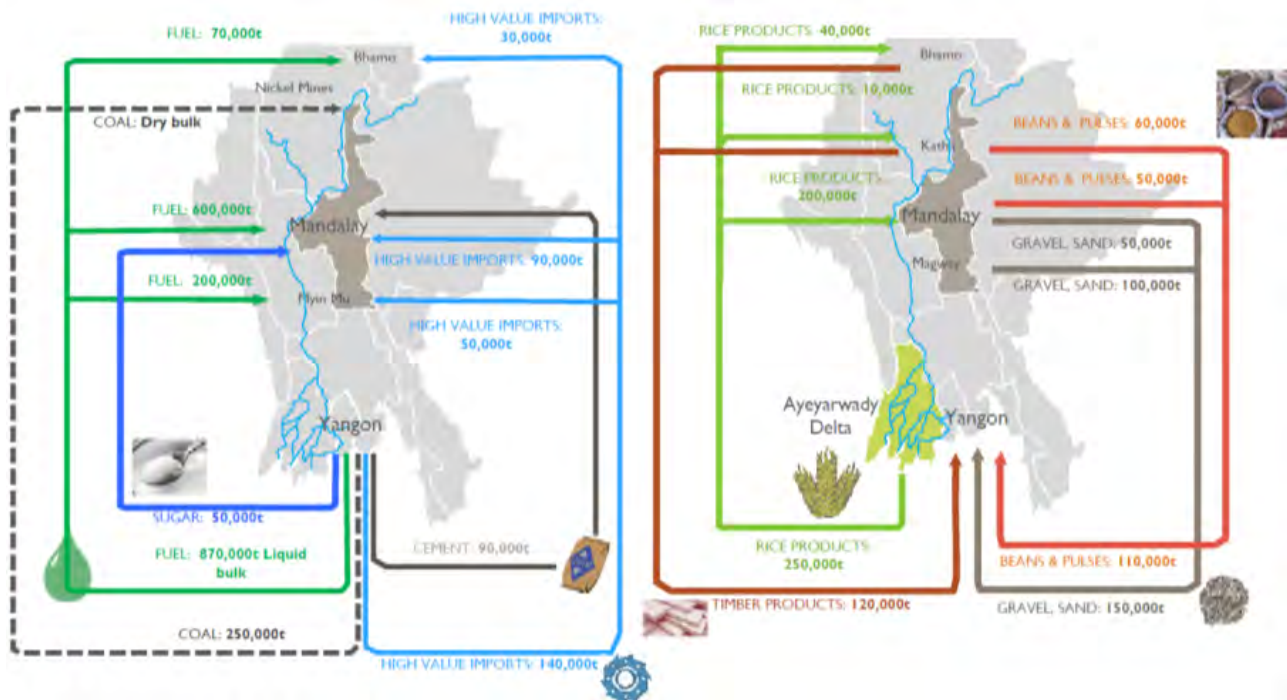 FUEL: 70,000t
HIGH VALUE IMPORTS:
30,000t
Bhamo
Nickel Mines
COAL: Dry bulk
FUEL: 600,000t
Mandalay
HIGH VALUE IMPORTS: 90,000t
FUEL: 200,000t
Myin Mu
HIGH VALUE IMPORTS:
50,000t
Yangon
SUGAR: 50,000t
FUEL: 870,000t Liquid
bulk
CEMENT: 90,000t
COAL: 250,000t
HIGH VALUE IMPORTS: 140,000t
RICE PRODUCTS: 40,000t
Bhamo
RICE PRODUCTS: 10,000t
BEANS & PULSES: 60,000t
Katha
RICE PRODUCTS:
200,000t
BEANS & PULSES: 50,000t
Mandalay
GRAVEL, SAND: 50,000t
Magway
GRAVEL, SAND: 100,000t
Ayeyarwady
Delta
Yangon
RICE PRODUCTS:
250,000t
BEANS & PULSES: 110,000t
TIMBER PRODUCTS: 120,000t
GRAVEL, SAND: 150,000t